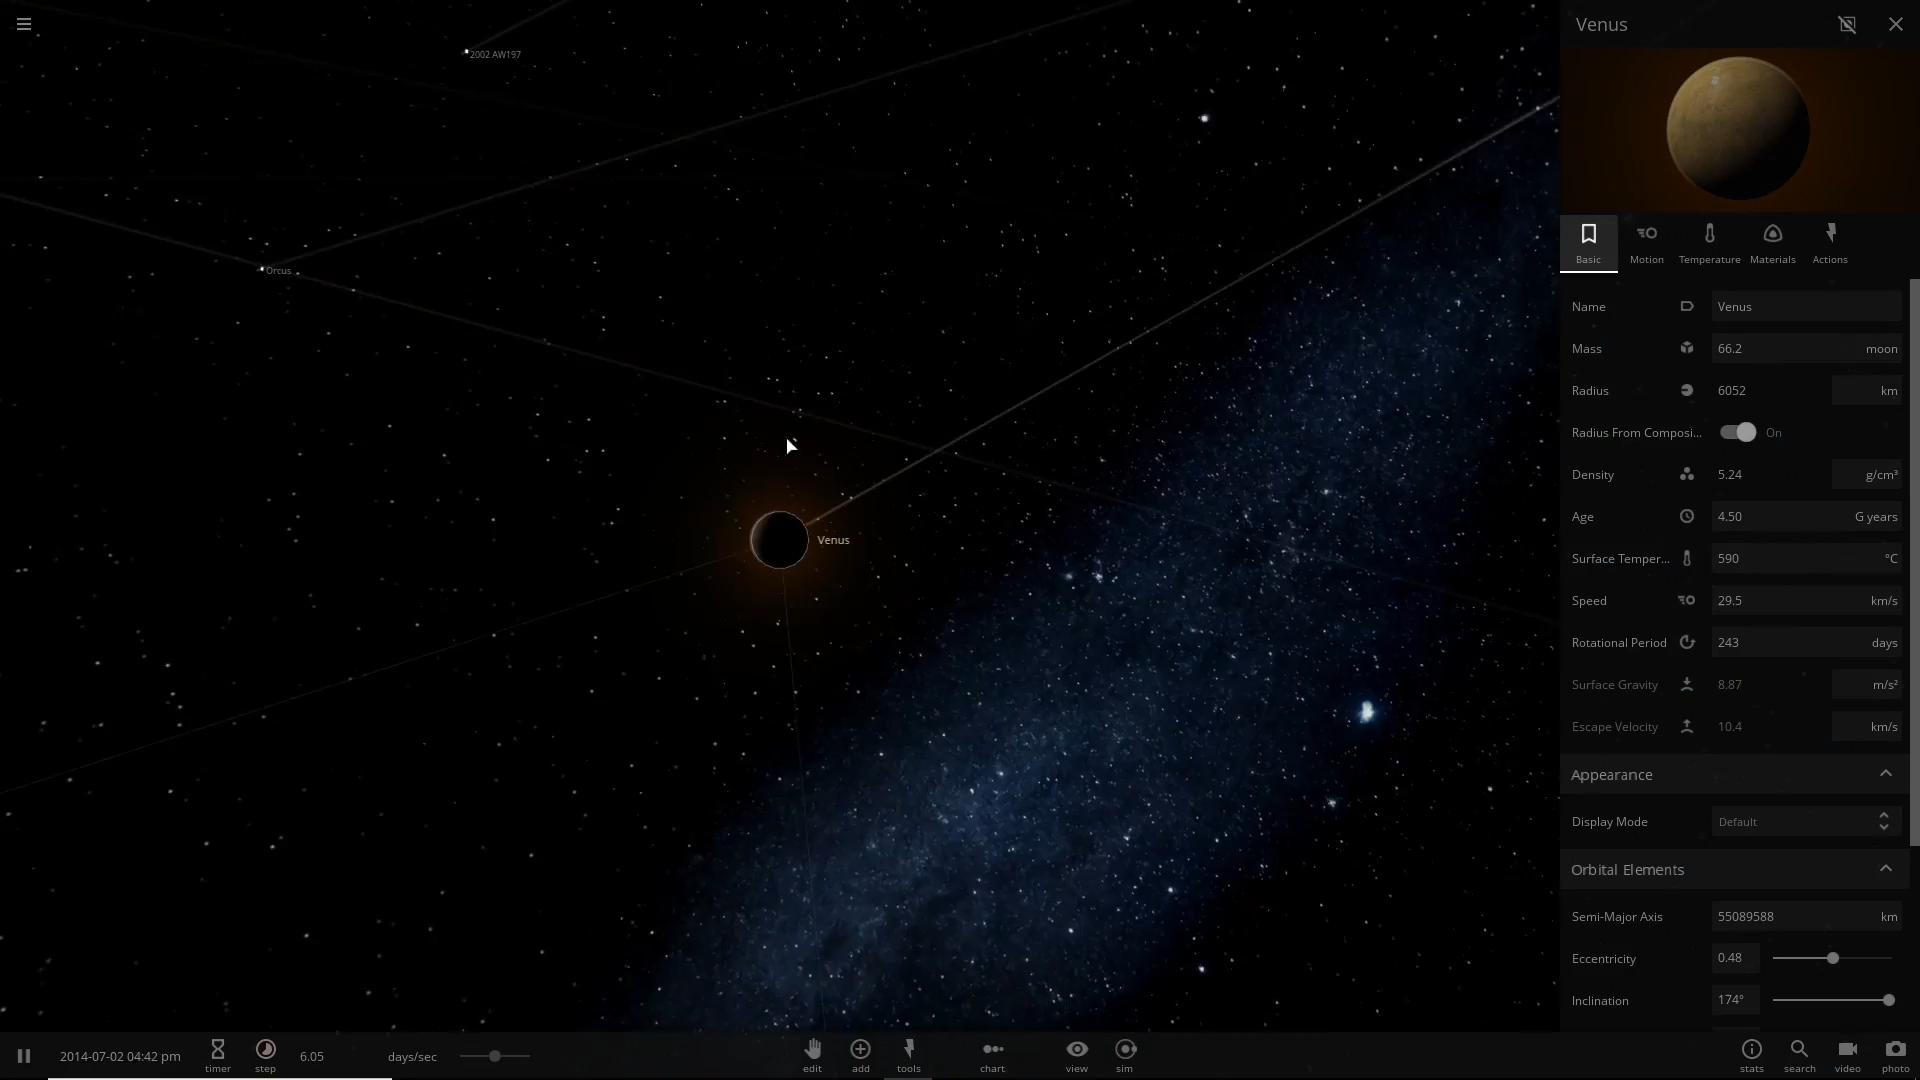 2002 AW197
Orcus
Venus
Venus
Basic
Motion
Temperature
Materials
Actions
Name
Venus
Mass
66.2 moon
Radius
6052 km
Radius From Composi...
On
Density
5.24 g/cm³
Age
4.50 G years
Surface Temper...
590 °C
Speed
29.5 km/s
Rotational Period
243 days
Surface Gravity
8.87 m/s²
Escape Velocity
10.4 km/s
Appearance
Display Mode
Default
Orbital Elements
Semi-Major Axis
55089588 km
Eccentricity
0.48
Inclination
174°
2014-07-02 04:42 pm
timer
step
6.05
days/sec
edit
add
tools
chart
view
sim
stats
search
video
photo